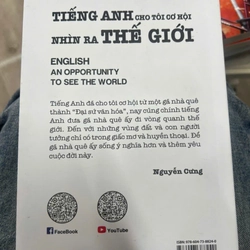 TIẾNG ANH CHO TÔI CƠ HỘI
NHÌN RA THẾ GIỚI
ENGLISH
AN OPPORTUNITY
TO SEE THE WORLD
Tiếng Anh đã cho tôi cơ hội từ một gã nhà quê
thành "Đại sứ văn hóa", nay cũng chính tiếng
Anh đưa gã nhà quê ấy đi vòng quanh thế
giới. Đến với những vùng đất và con người
tưởng chỉ có trong giấc mơ và huyền thoại. Để
gã nhà quê ấy sống ý nghĩa hơn và thêm yêu
cuộc đời này.
Nguyễn Cưng
FaceBook
YouTube